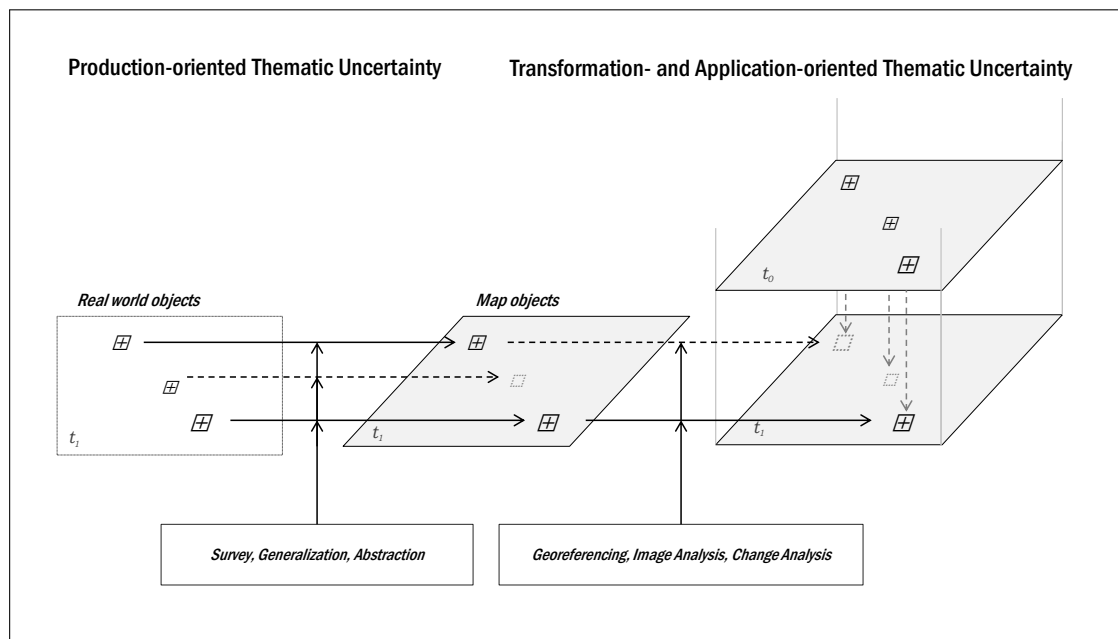 Production-oriented Thematic Uncertainty
Transformation- and Application-oriented Thematic Uncertainty
t₀
Real world objects
Map objects
t₁
t₁
t₁
Survey, Generalization, Abstraction
Georeferencing, Image Analysis, Change Analysis